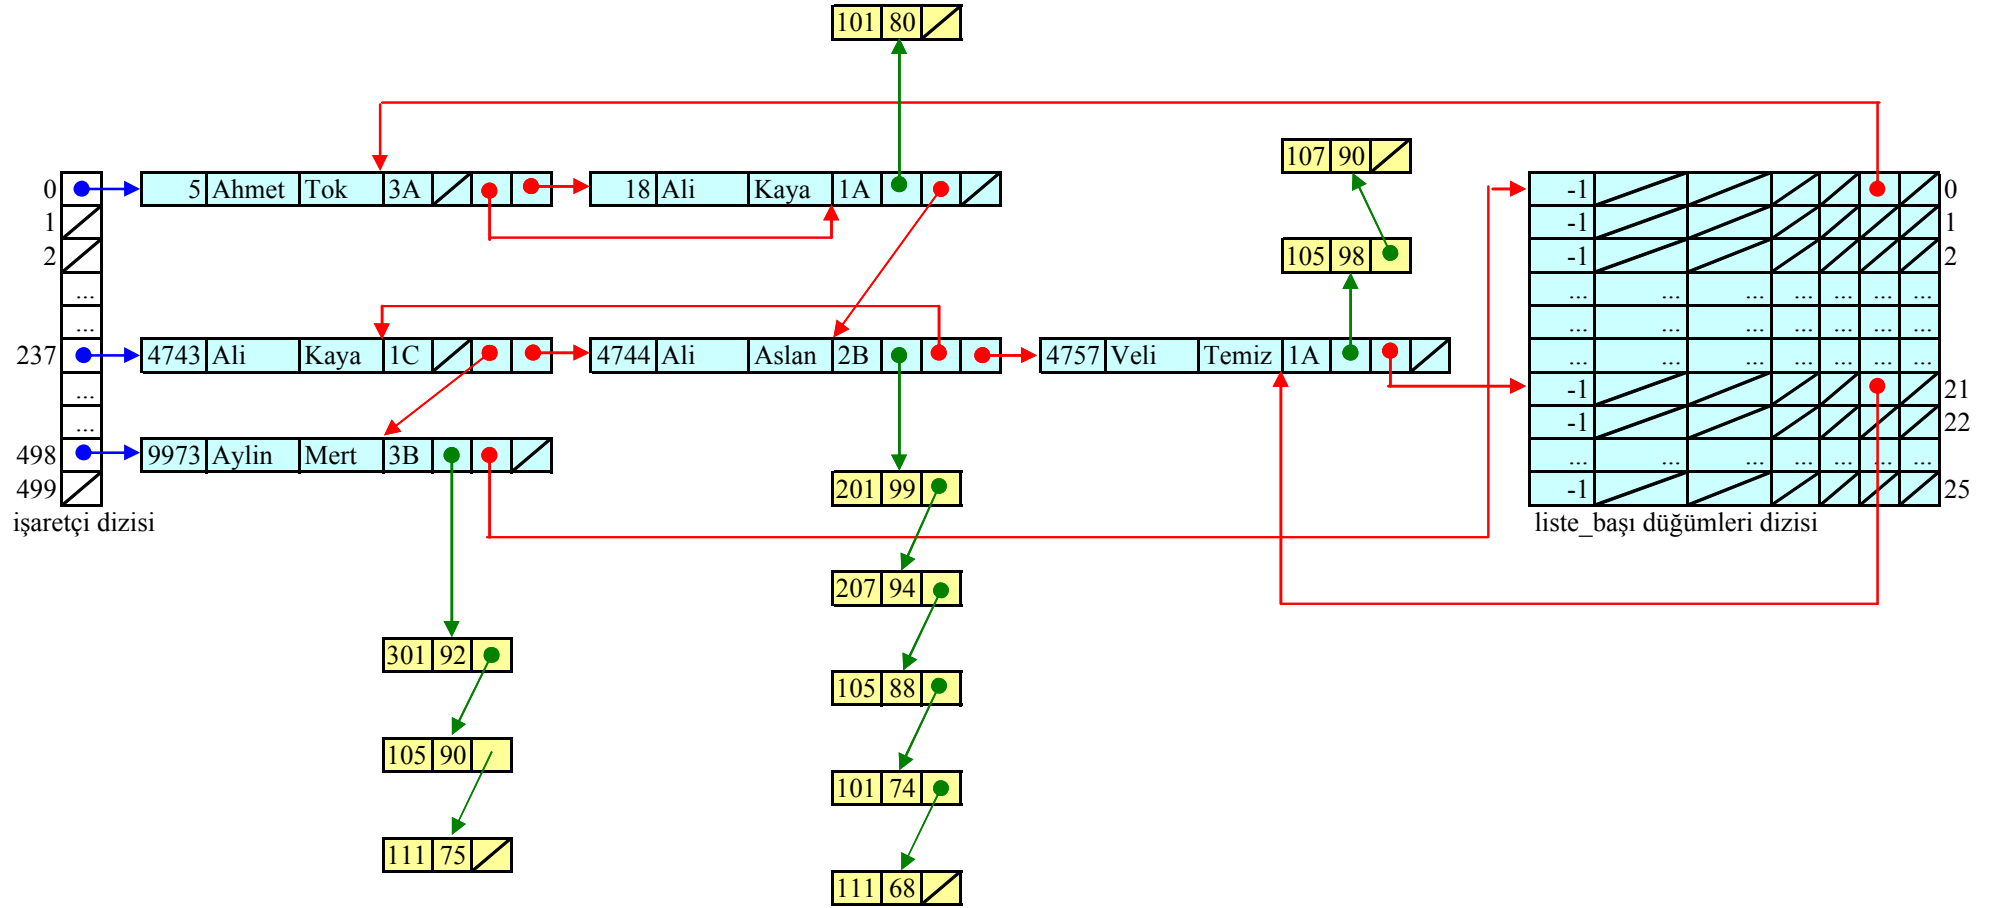 101 80
107 90
0 5 Ahmet Tok 3A 18 Ali Kaya 1A -1 0
1 -1 1
2 105 98 -1 2
... ... ... ... ... ... ... ...
... ... ... ... ... ... ... ...
237 4743 Ali Kaya 1C 4744 Ali Aslan 2B 4757 Veli Temiz 1A ... ... ... ... ... ... ...
... -1 21
... -1 22
498 9973 Aylin Mert 3B ... ... ... ... ... ... ...
499 201 99 -1 25
işaretçi dizisi liste_başı düğümleri dizisi
207 94
301 92
105 88
105 90
101 74
111 75
111 68